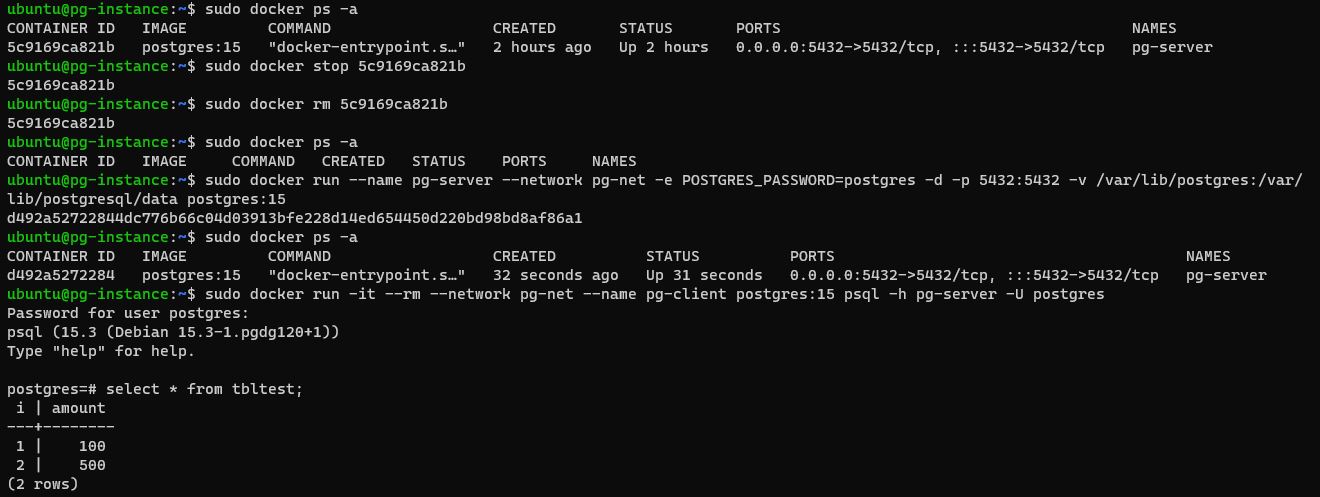 ubuntu@pg-instance:~$ sudo docker ps -a
CONTAINER ID   IMAGE         COMMAND                  CREATED       STATUS       PORTS                                       NAMES
5c9169ca821b   postgres:15   "docker-entrypoint.s…"   2 hours ago   Up 2 hours   0.0.0.0:5432->5432/tcp, :::5432->5432/tcp   pg-server
ubuntu@pg-instance:~$ sudo docker stop 5c9169ca821b
5c9169ca821b
ubuntu@pg-instance:~$ sudo docker rm 5c9169ca821b
5c9169ca821b
ubuntu@pg-instance:~$ sudo docker ps -a
CONTAINER ID   IMAGE     COMMAND   CREATED   STATUS    PORTS     NAMES
ubuntu@pg-instance:~$ sudo docker run --name pg-server --network pg-net -e POSTGRES_PASSWORD=postgres -d -p 5432:5432 -v /var/lib/postgres:/var/
lib/postgresql/data postgres:15
d492a52722844dc776b66c04d03913bfe228d14ed654450d220bd98bd8af86a1
ubuntu@pg-instance:~$ sudo docker ps -a
CONTAINER ID   IMAGE         COMMAND                  CREATED          STATUS          PORTS                                       NAMES
d492a5272284   postgres:15   "docker-entrypoint.s…"   32 seconds ago   Up 31 seconds   0.0.0.0:5432->5432/tcp, :::5432->5432/tcp   pg-server
ubuntu@pg-instance:~$ sudo docker run -it --rm --network pg-net --name pg-client postgres:15 psql -h pg-server -U postgres
Password for user postgres:
psql (15.3 (Debian 15.3-1.pgdg120+1))
Type "help" for help.

postgres=# select * from tbltest;
 i | amount
---+--------
 1 |    100
 2 |    500
(2 rows)